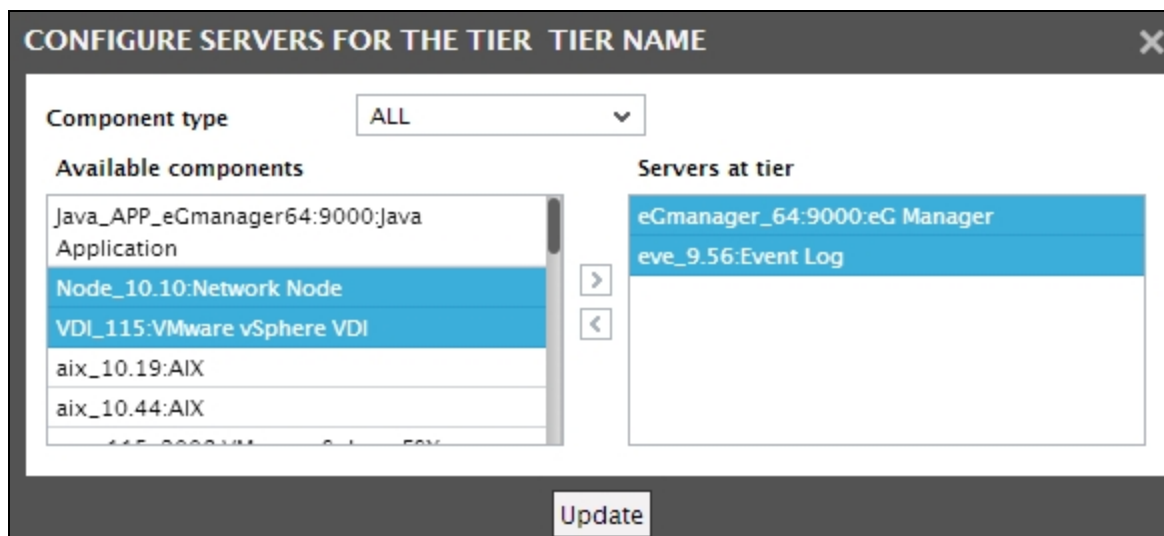 CONFIGURE SERVERS FOR THE TIER TIER NAME
Component type
ALL
Available components
Java_APP_eGmanager64:9000:Java
Application
Node_10.10:Network Node
VDI_115:VMware vSphere VDI
aix_10.19:AIX
aix_10.44:AIX
Servers at tier
eGmanager_64:9000:eG Manager
eve_9.56:Event Log
Update